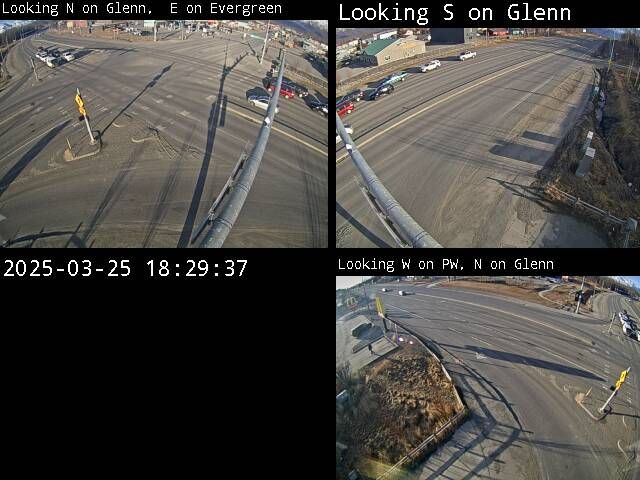 Looking N on Glenn,  E on Evergreen
Looking S on Glenn
2025-03-25 18:29:37
Looking W on PW, N on Glenn